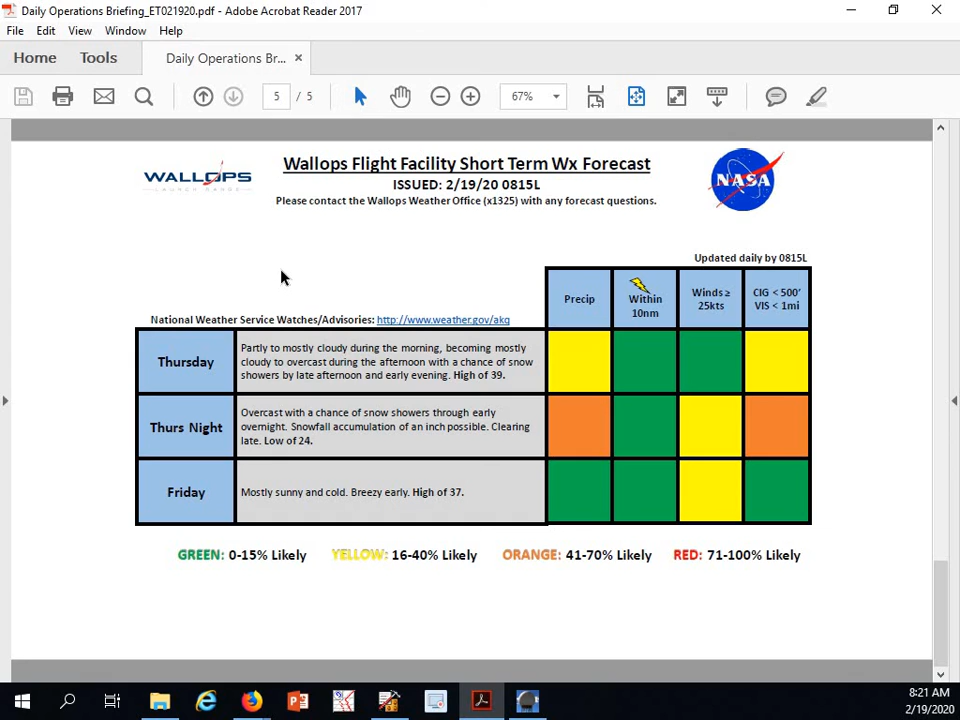 Daily Operations Briefing_ET021920.pdf - Adobe Acrobat Reader 2017
File Edit View Window Help
Home Tools Daily Operations Br... ×
5 / 5 67%
WALLOPS
LAUNCH RANGE
Wallops Flight Facility Short Term Wx Forecast
ISSUED: 2/19/20 0815L
Please contact the Wallops Weather Office (x1325) with any forecast questions.
NASA
Updated daily by 0815L
National Weather Service Watches/Advisories: http://www.weather.gov/akq
Precip
Within
10nm
Winds ≥
25kts
CIG < 500'
VIS < 1mi
Thursday
Partly to mostly cloudy during the morning, becoming mostly
cloudy to overcast during the afternoon with a chance of snow
showers by late afternoon and early evening. High of 39.
Thurs Night
Overcast with a chance of snow showers through early
overnight. Snowfall accumulation of an inch possible. Clearing
late. Low of 24.
Friday
Mostly sunny and cold. Breezy early. High of 37.
GREEN: 0-15% Likely YELLOW: 16-40% Likely ORANGE: 41-70% Likely RED: 71-100% Likely
8:21 AM
2/19/2020